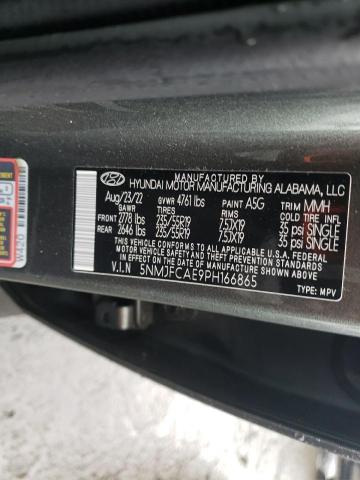 MANUFACTURED BY
HYUNDAI MOTOR MANUFACTURING ALABAMA, LLC
Aug/23/22 GVWR 4761 lbs PAINT A5G TRIM MMH
GAWR TIRES RIMS
FRONT 2778 lbs 235/55R19 7.5JX19 35 psi SINGLE
REAR 2646 lbs 235/55R19 7.5JX19 35 psi SINGLE
THIS VEHICLE CONFORMS TO ALL APPLICABLE U.S.A. FEDERAL
MOTOR VEHICLE SAFETY AND THEFT PREVENTION STANDARDS
IN EFFECT ON THE DATE OF MANUFACTURE SHOWN ABOVE.
V.I.N 5NMJFCAE9PH166865
TYPE: MPV
W420